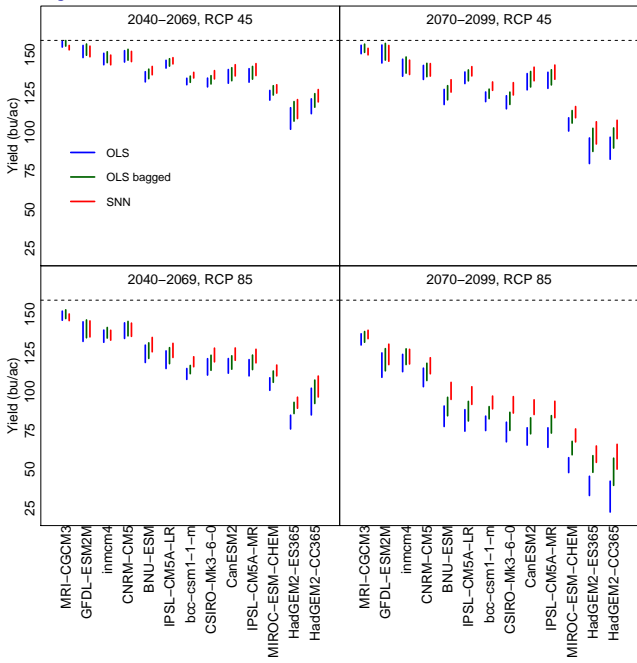 2040−2069, RCP 45
2070−2099, RCP 45
Yield (bu/ac)
150
125
100
75
50
25
OLS
OLS bagged
SNN
2040−2069, RCP 85
2070−2099, RCP 85
Yield (bu/ac)
150
125
100
75
50
25
MRI−CGCM3
GFDL−ESM2M
inmcm4
CNRM−CM5
BNU−ESM
IPSL−CM5A−LR
bcc−csm1−1−m
CSIRO−Mk3−6−0
CanESM2
IPSL−CM5A−MR
MIROC−ESM−CHEM
HadGEM2−ES365
HadGEM2−CC365
MRI−CGCM3
GFDL−ESM2M
inmcm4
CNRM−CM5
BNU−ESM
IPSL−CM5A−LR
bcc−csm1−1−m
CSIRO−Mk3−6−0
CanESM2
IPSL−CM5A−MR
MIROC−ESM−CHEM
HadGEM2−ES365
HadGEM2−CC365